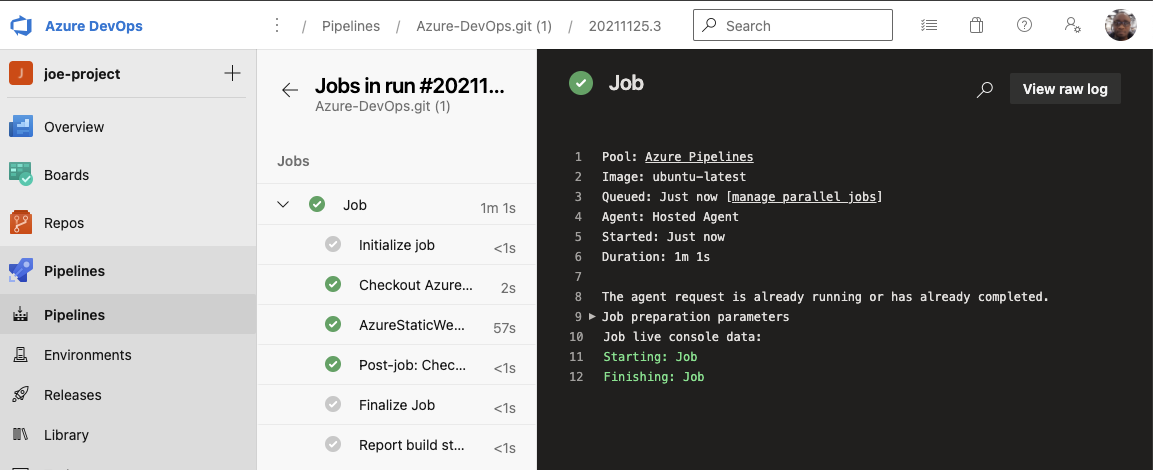 Azure DevOps
/ Pipelines / Azure-DevOps.git (1) / 20211125.3
Search
J
joe-project
Overview
Boards
Repos
Pipelines
Pipelines
Environments
Releases
Library
Jobs in run #20211...
Azure-DevOps.git (1)
Jobs
Job 1m 1s
Initialize job <1s
Checkout Azure... 2s
AzureStaticWe... 57s
Post-job: Chec... <1s
Finalize Job <1s
Report build st... <1s
Job
View raw log
1 Pool: Azure Pipelines
2 Image: ubuntu-latest
3 Queued: Just now [manage parallel jobs]
4 Agent: Hosted Agent
5 Started: Just now
6 Duration: 1m 1s
7
8 The agent request is already running or has already completed.
9 Job preparation parameters
10 Job live console data:
11 Starting: Job
12 Finishing: Job